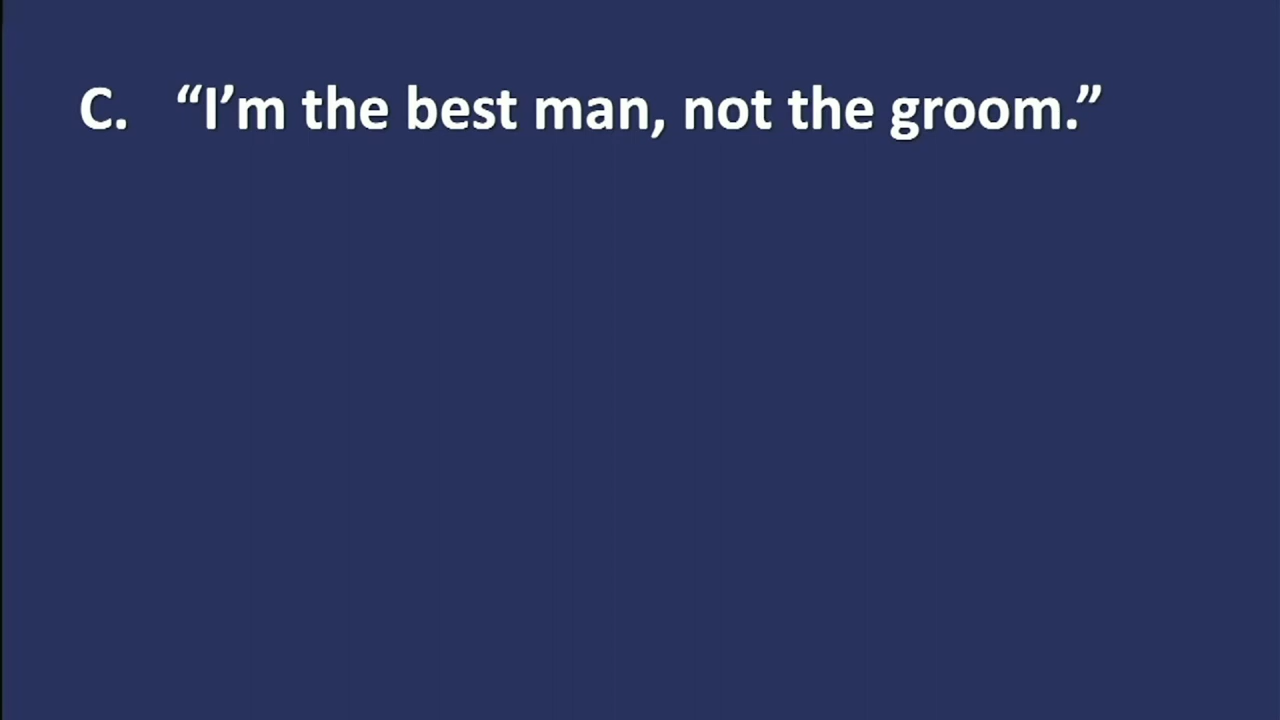 C. “I’m the best man, not the groom.”